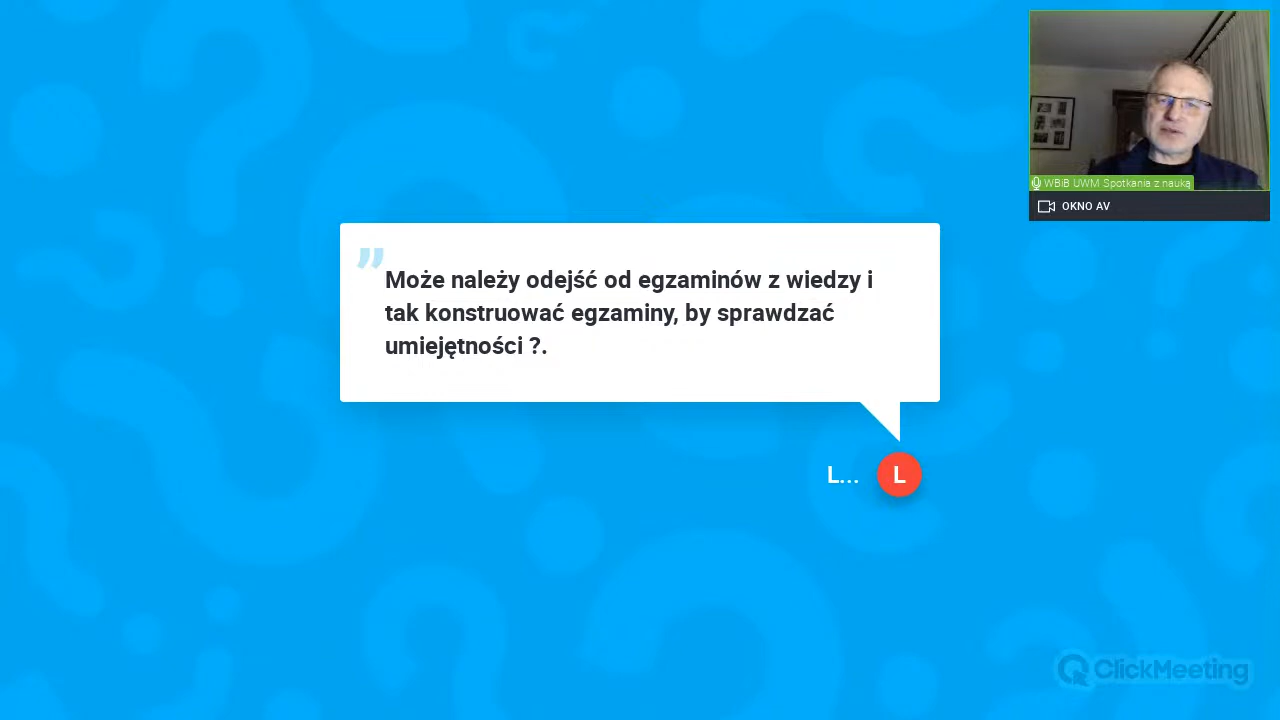 WBiB UWM Spotkania z nauką
OKNO AV
” Może należy odejść od egzaminów z wiedzy i
tak konstruować egzaminy, by sprawdzać
umiejętności ?.
L... L
ClickMeeting